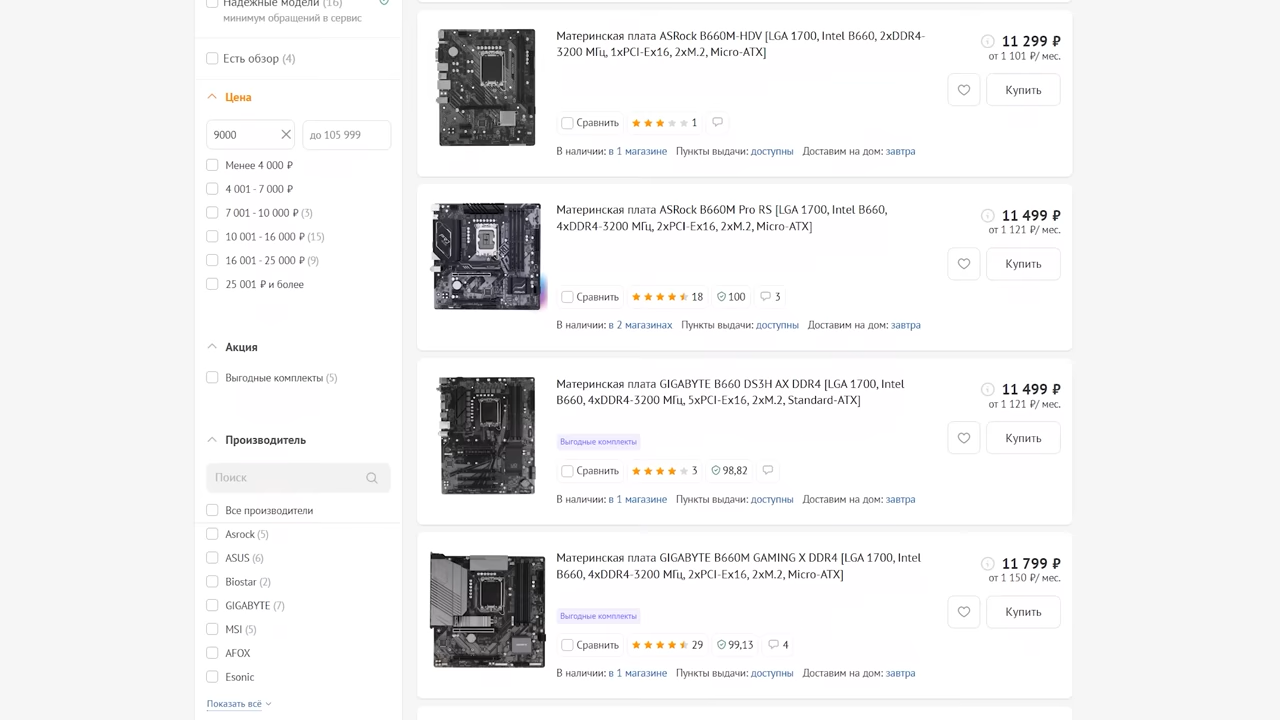 Надежные модели (16)
минимум обращений в сервис
Есть обзор (4)
Цена
9000
до 105 999
Менее 4 000 ₽
4 001 - 7 000 ₽
7 001 - 10 000 ₽ (3)
10 001 - 16 000 ₽ (15)
16 001 - 25 000 ₽ (9)
25 001 ₽ и более
Акция
Выгодные комплекты (5)
Производитель
Поиск
Все производители
Asrock (5)
ASUS (6)
Biostar (2)
GIGABYTE (7)
MSI (5)
AFOX
Esonic
Показать всё
Материнская плата ASRock B660M-HDV [LGA 1700, Intel B660, 2xDDR4-
3200 МГц, 1xPCI-Ex16, 2xM.2, Micro-ATX]
11 299 ₽
от 1 101 ₽/ мес.
Купить
Сравнить 1
В наличии: в 1 магазине Пункты выдачи: доступны Доставим на дом: завтра
Материнская плата ASRock B660M Pro RS [LGA 1700, Intel B660,
4xDDR4-3200 МГц, 2xPCI-Ex16, 2xM.2, Micro-ATX]
11 499 ₽
от 1 121 ₽/ мес.
Купить
Сравнить 18 100 3
В наличии: в 2 магазинах Пункты выдачи: доступны Доставим на дом: завтра
Материнская плата GIGABYTE B660 DS3H AX DDR4 [LGA 1700, Intel
B660, 4xDDR4-3200 МГц, 5xPCI-Ex16, 2xM.2, Standard-ATX]
11 499 ₽
от 1 121 ₽/ мес.
Купить
Выгодные комплекты
Сравнить 3 98,82
В наличии: в 1 магазине Пункты выдачи: доступны Доставим на дом: завтра
Материнская плата GIGABYTE B660M GAMING X DDR4 [LGA 1700, Intel
B660, 4xDDR4-3200 МГц, 2xPCI-Ex16, 2xM.2, Micro-ATX]
11 799 ₽
от 1 150 ₽/ мес.
Купить
Выгодные комплекты
Сравнить 29 99,13 4
В наличии: в 1 магазине Пункты выдачи: доступны Доставим на дом: завтра